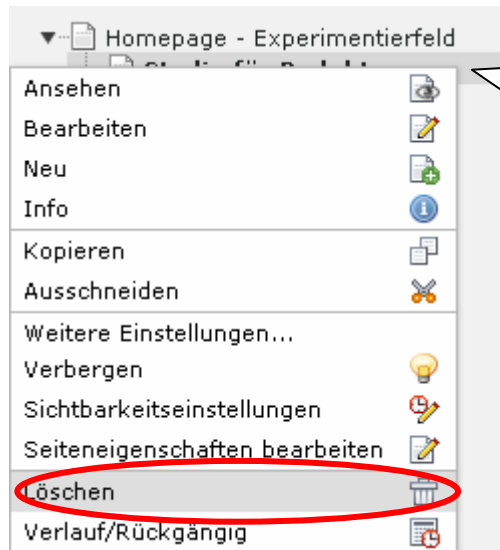 Homepage - Experimentierfeld
Ansehen
Bearbeiten
Neu
Info
Kopieren
Ausschneiden
Weitere Einstellungen...
Verbergen
Sichtbarkeitseinstellungen
Seiteneigenschaften bearbeiten
Löschen
Verlauf/Rückgängig